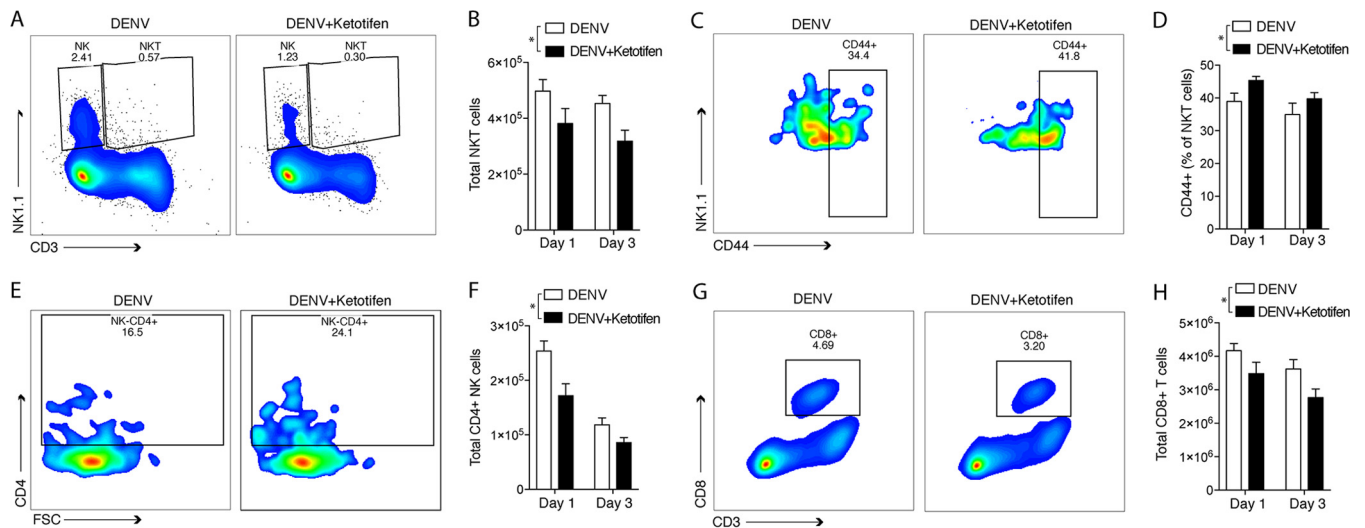 A
DENV
DENV+Ketotifen
NK
2.41
NKT
0.57
NK
1.23
NKT
0.30
NK1.1
CD3
B
*
DENV
DENV+Ketotifen
Total NKT cells
6×10⁵
4×10⁵
2×10⁵
0
Day 1
Day 3
C
DENV
DENV+Ketotifen
CD44+
34.4
CD44+
41.8
NK1.1
CD44
D
*
DENV
DENV+Ketotifen
CD44+ (% of NKT cells)
50
40
30
20
10
0
Day 1
Day 3
E
DENV
DENV+Ketotifen
NK-CD4+
16.5
NK-CD4+
24.1
CD4
FSC
F
*
DENV
DENV+Ketotifen
Total CD4+ NK cells
3×10⁵
2×10⁵
1×10⁵
0
Day 1
Day 3
G
DENV
DENV+Ketotifen
CD8+
4.69
CD8+
3.20
CD8
CD3
H
*
DENV
DENV+Ketotifen
Total CD8+ T cells
5×10⁶
4×10⁶
3×10⁶
2×10⁶
1×10⁶
0
Day 1
Day 3